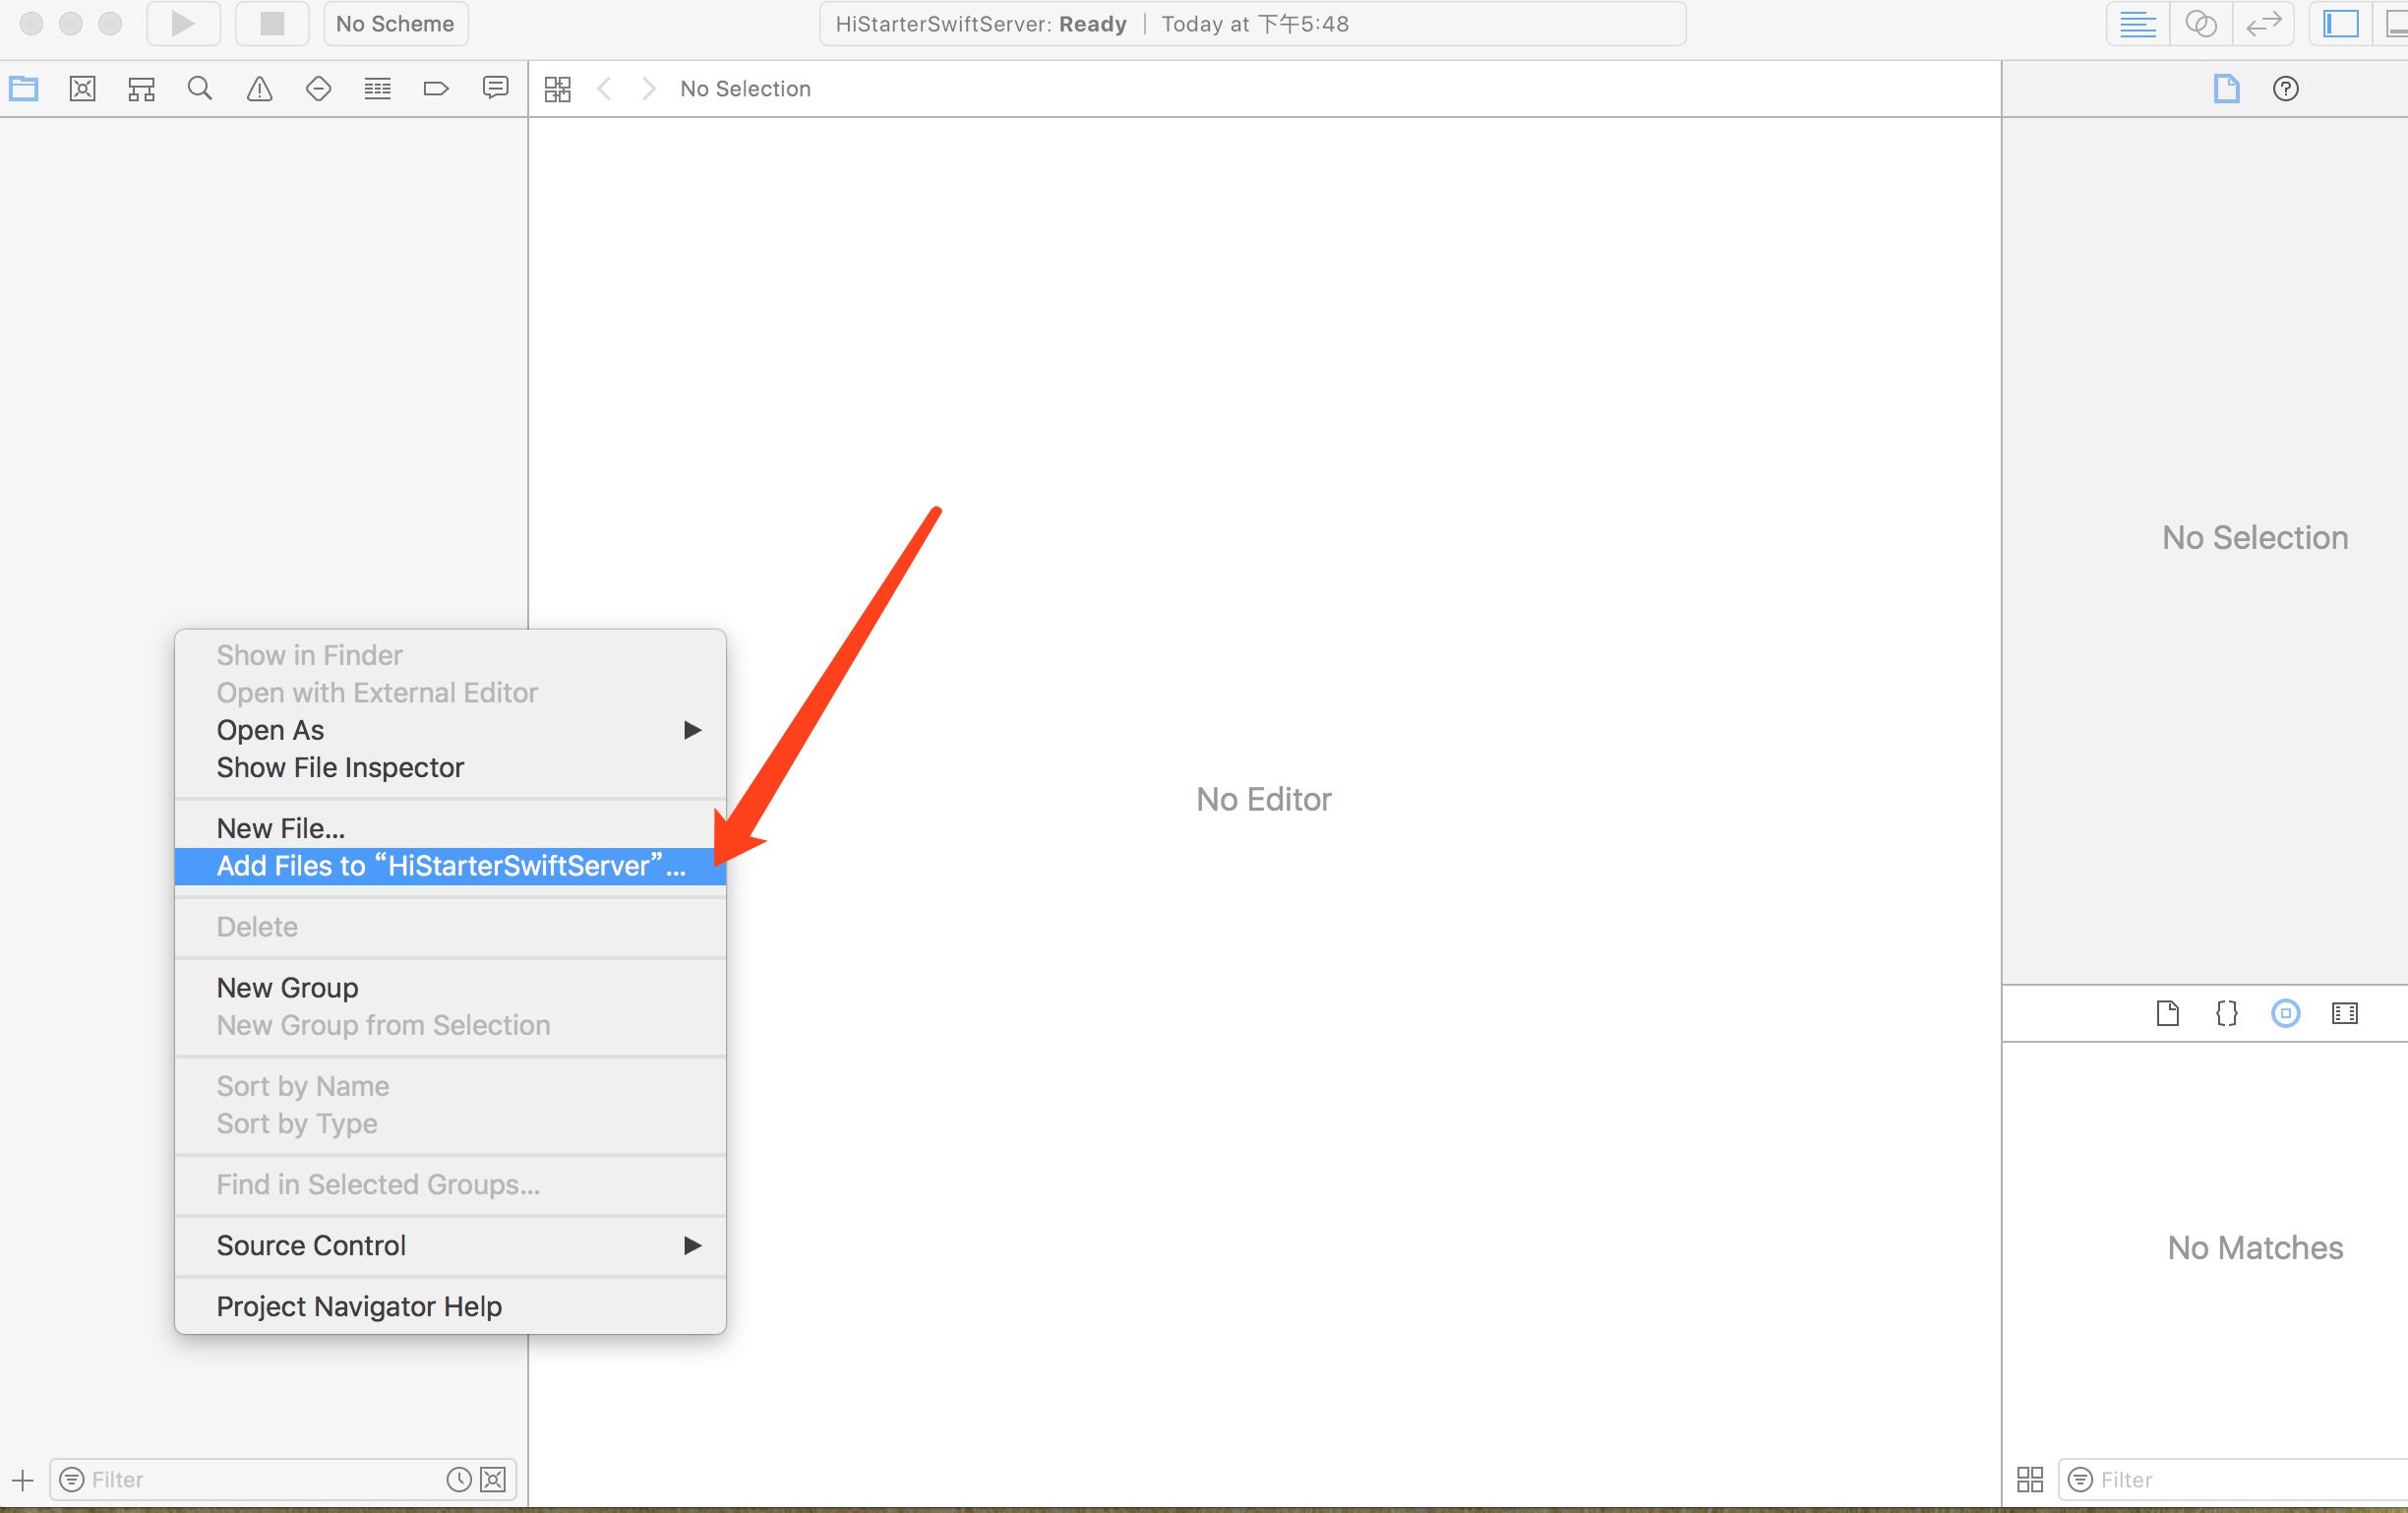 No Scheme
HiStarterSwiftServer: Ready | Today at 下午5:48
No Selection
No Selection
Show in Finder
Open with External Editor
Open As
Show File Inspector
New File...
Add Files to “HiStarterSwiftServer”...
Delete
New Group
New Group from Selection
Sort by Name
Sort by Type
Find in Selected Groups...
Source Control
Project Navigator Help
No Editor
No Matches
Filter
Filter